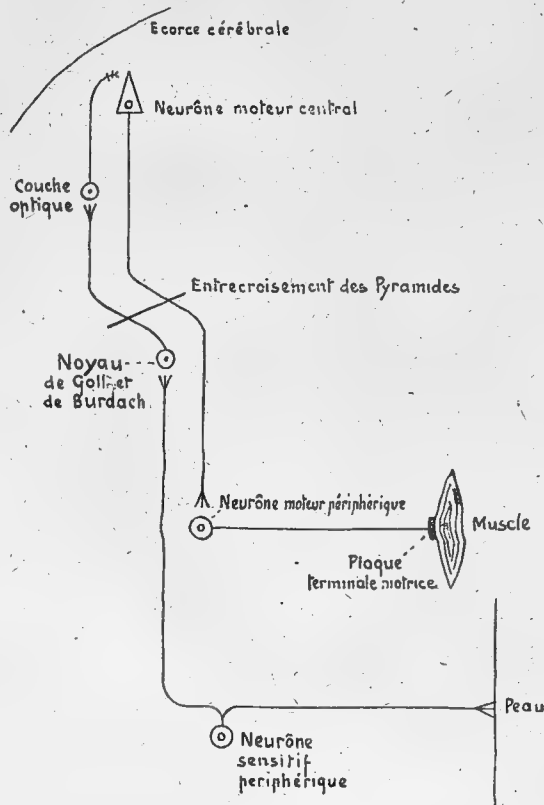 Ecorce cérébrale
Neurône moteur central
Couche
optique
Entrecroisement des Pyramides
Noyau
de Goll et
de Burdach
Neurône moteur périphérique
Muscle
Plaque
terminale motrice
Peau
Neurône
sensitif
periphérique